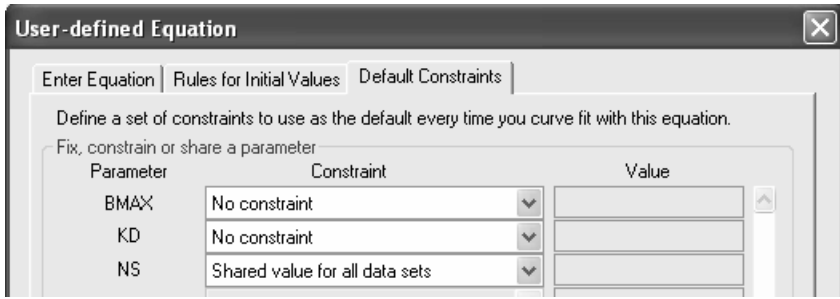 User-defined Equation
Enter Equation Rules for Initial Values Default Constraints
Define a set of constraints to use as the default every time you curve fit with this equation.
Fix, constrain or share a parameter
Parameter Constraint Value
BMAX No constraint
KD No constraint
NS Shared value for all data sets